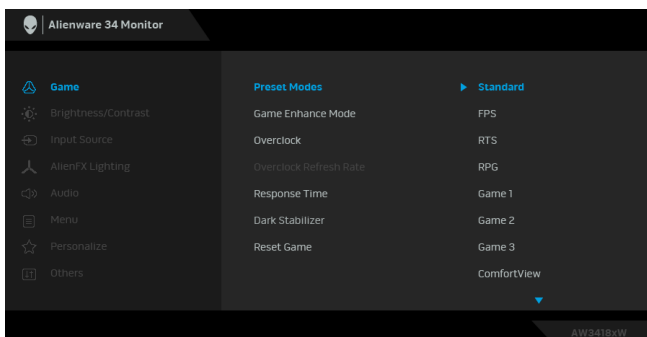 Alienware 34 Monitor
Game
Preset Modes
Standard
Game Enhance Mode
FPS
Brightness/Contrast
Overclock
RTS
Input Source
Overclock Refresh Rate
RPG
AlienFX Lighting
Response Time
Game 1
Audio
Dark Stabilizer
Game 2
Menu
Reset Game
Game 3
Personalize
ComfortView
Others
AW3418xW